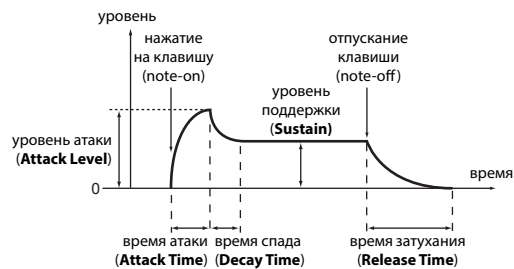 уровень
нажатие
на клавишу
(note-on)
отпускание
клавиши
(note-off)
уровень
поддержки
(Sustain)
уровень атаки
(Attack Level)
0
время
время атаки
(Attack Time)
время спада
(Decay Time)
время затухания
(Release Time)